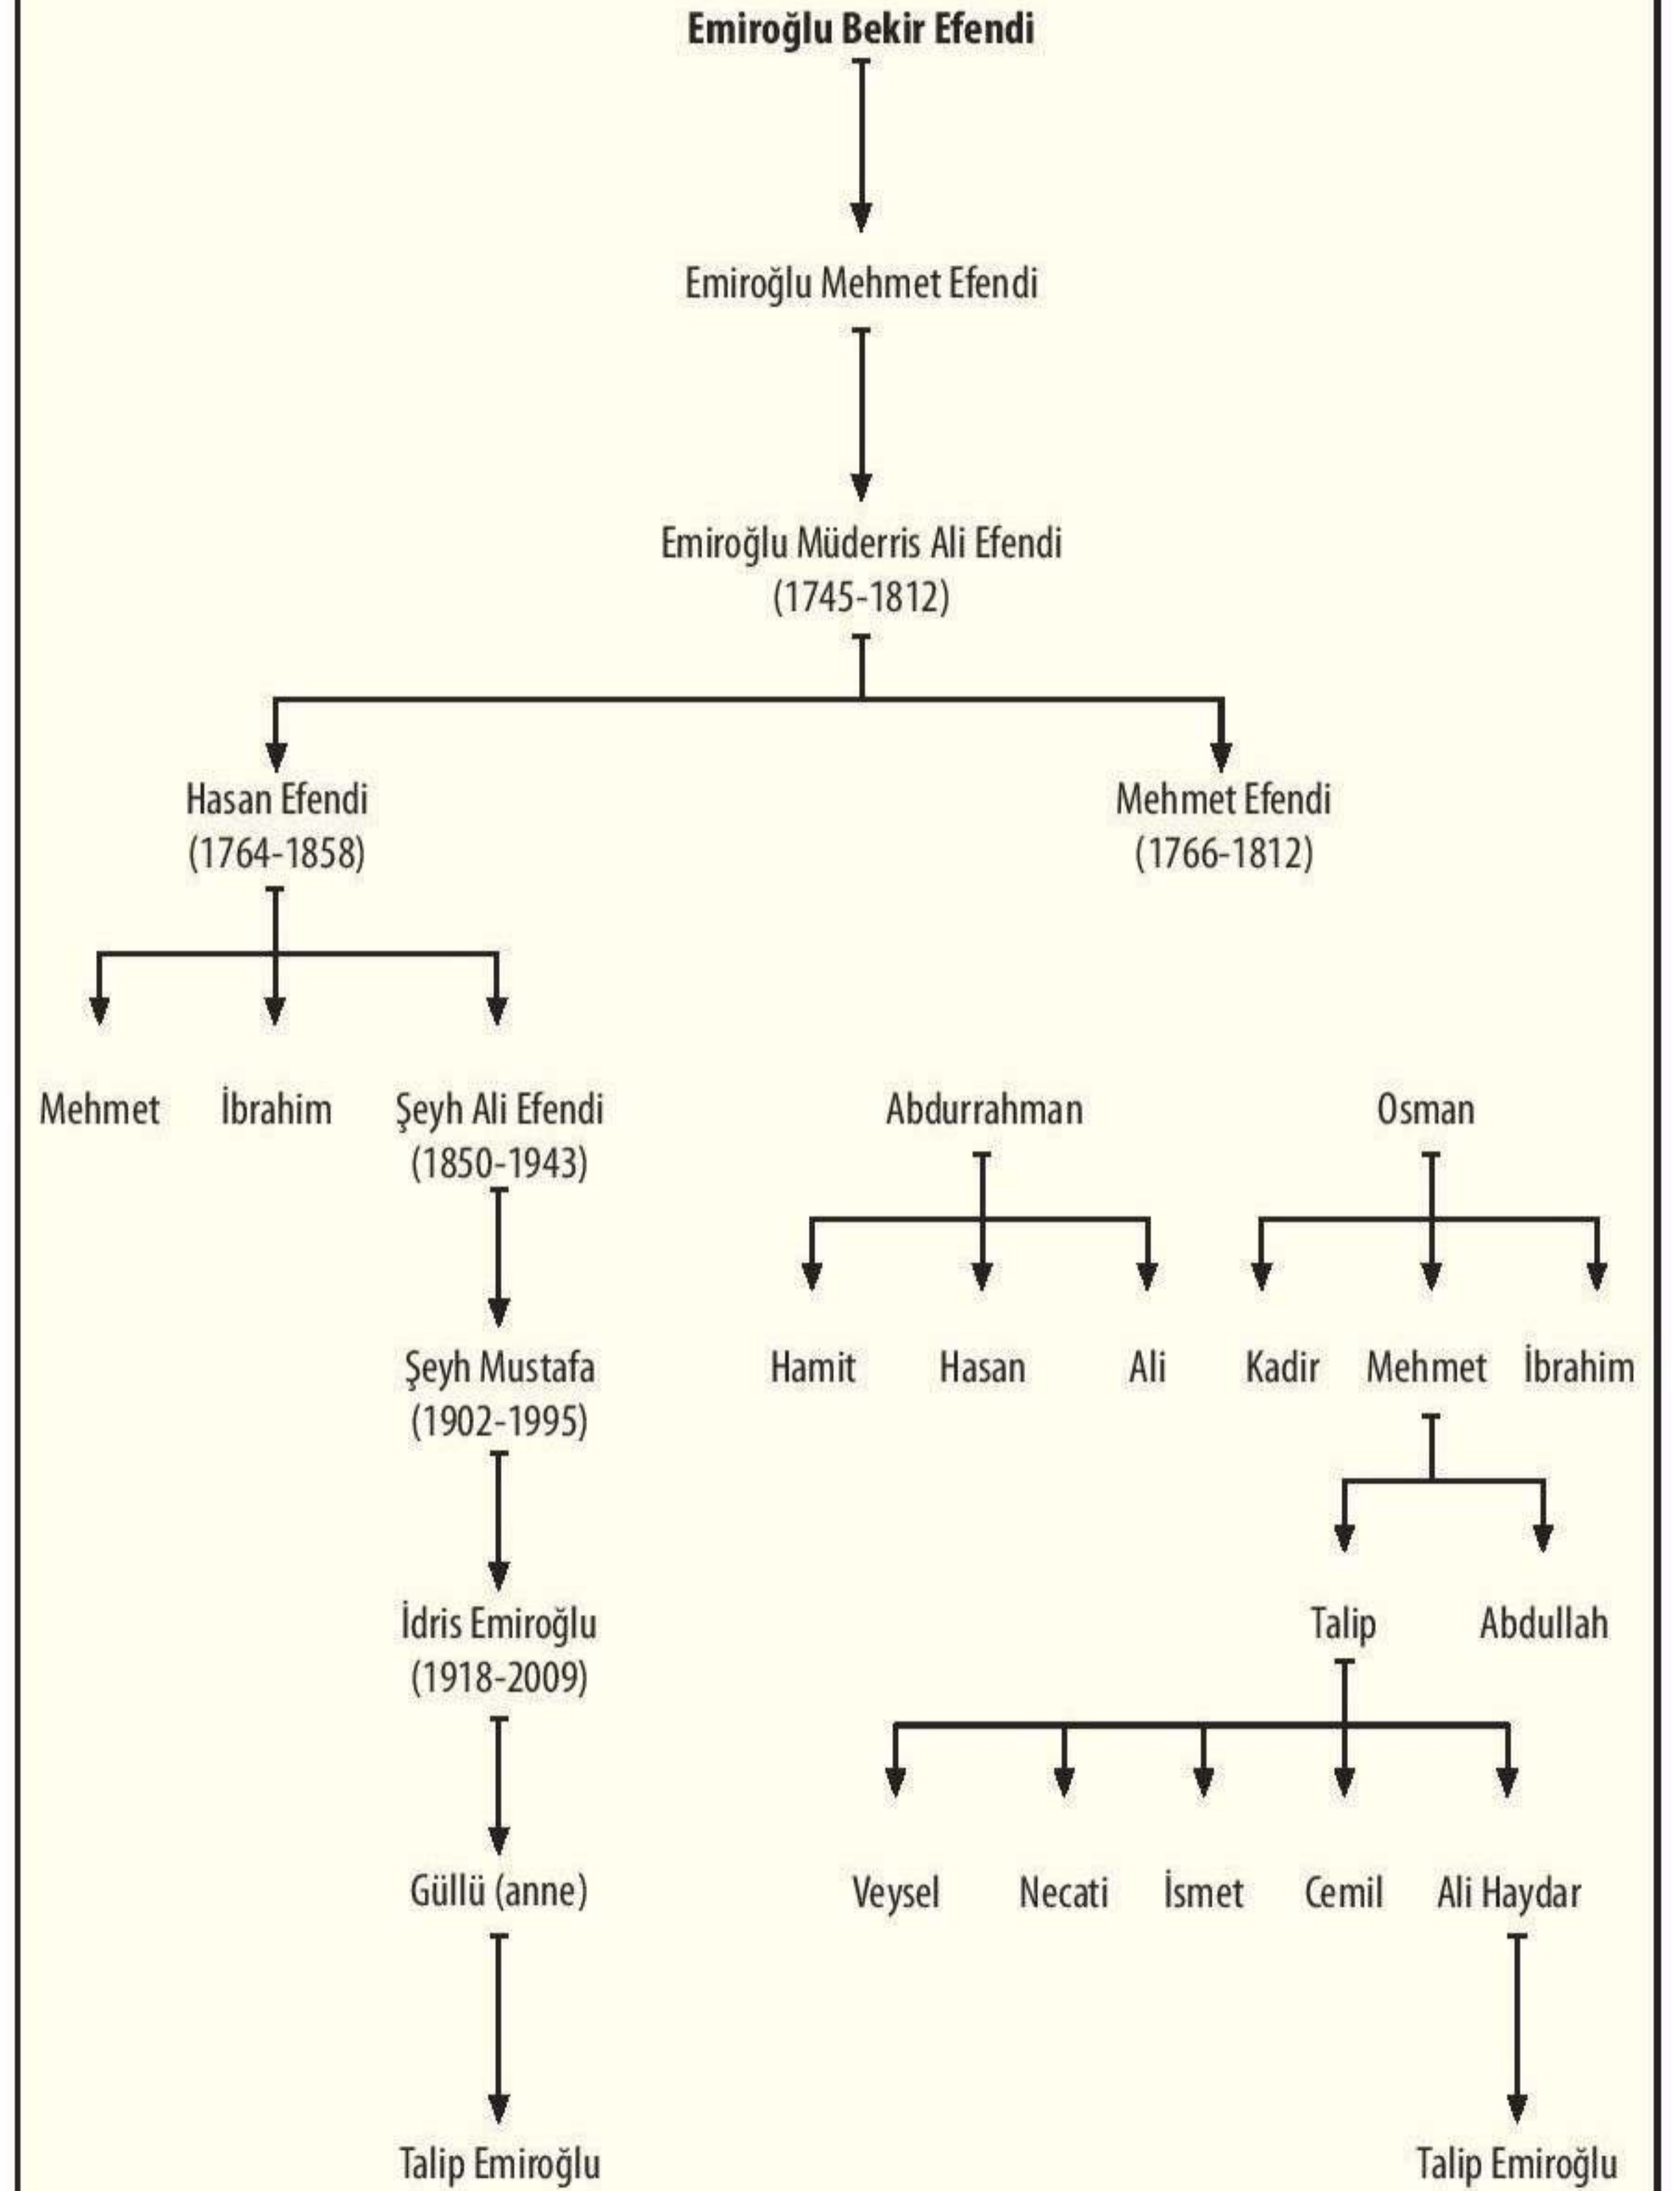 Emiroğlu Bekir Efendi
Emiroğlu Mehmet Efendi
Emiroğlu Müderris Ali Efendi
(1745-1812)
Hasan Efendi
(1764-1858)
Mehmet Efendi
(1766-1812)
Mehmet
İbrahim
Şeyh Ali Efendi
(1850-1943)
Abdurrahman
Osman
Şeyh Mustafa
(1902-1995)
Hamit
Hasan
Ali
Kadir
Mehmet
İbrahim
İdris Emiroğlu
(1918-2009)
Talip
Abdullah
Güllü (anne)
Veysel
Necati
İsmet
Cemil
Ali Haydar
Talip Emiroğlu
Talip Emiroğlu